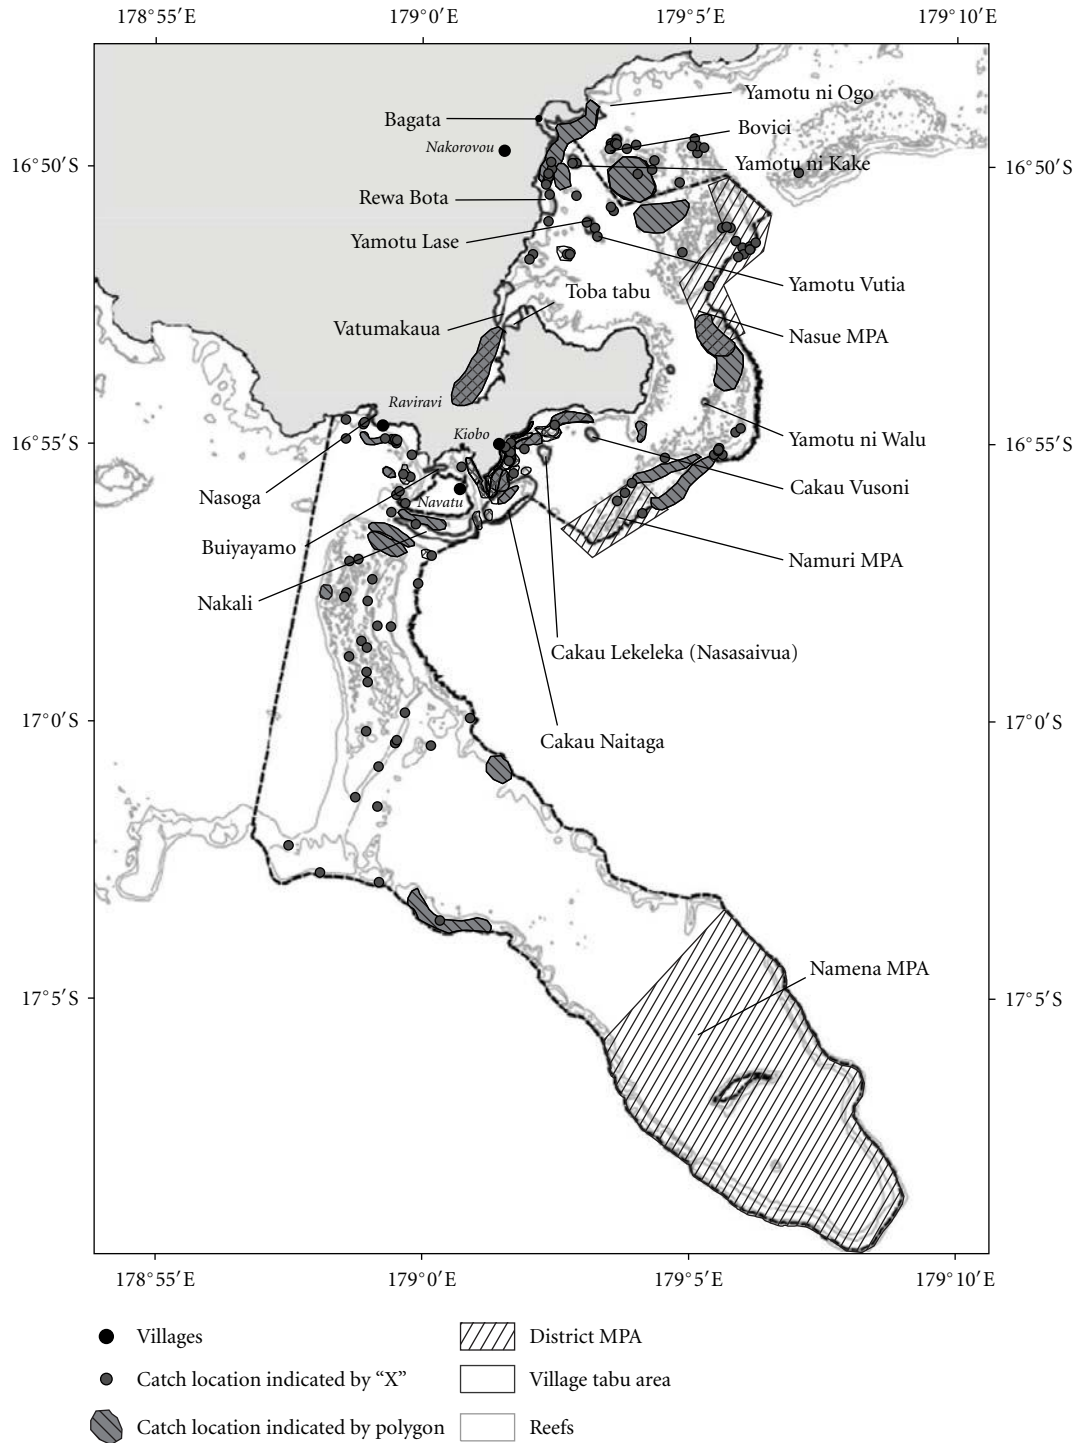 178°55′E 179°0′E 179°5′E 179°10′E
Yamotu ni Ogo
Bagata
Bovici
Nakorovou
16°50′S
Yamotu ni Kake
16°50′S
Rewa Bota
Yamotu Lase
Yamotu Vutia
Toba tabu
Vatumakaua
Nasue MPA
Raviravi
Kiobo
16°55′S
Yamotu ni Walu
16°55′S
Nasoga
Navatu
Cakau Vusoni
Buiyayamo
Namuri MPA
Nakali
Cakau Lekeleka (Nasasaivua)
17°0′S
17°0′S
Cakau Naitaga
Namena MPA
17°5′S
17°5′S
178°55′E 179°0′E 179°5′E 179°10′E
Villages
District MPA
Catch location indicated by “X”
Village tabu area
Catch location indicated by polygon
Reefs